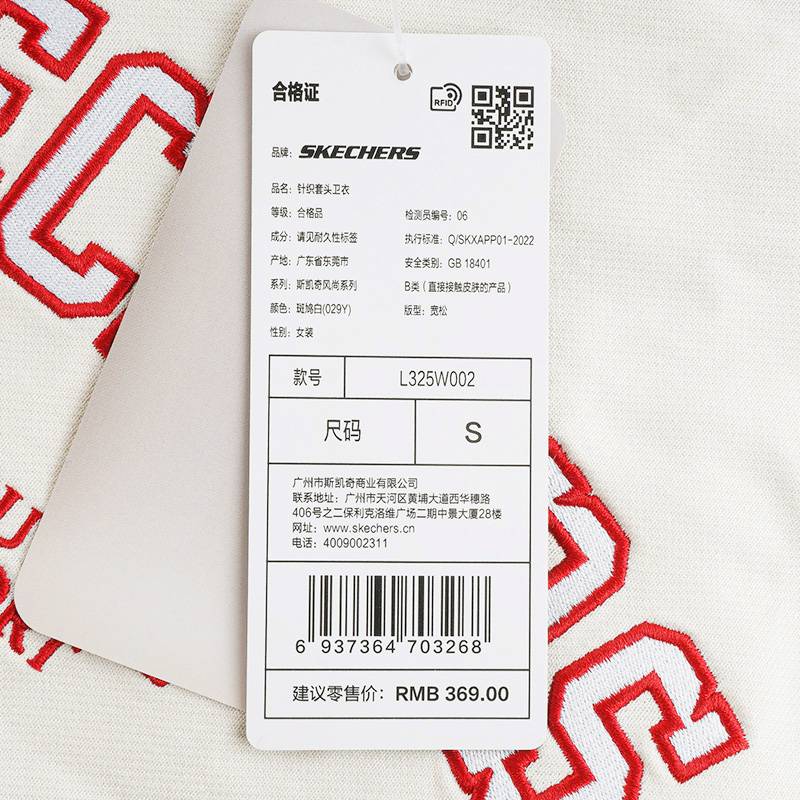 合格证
RFID
品牌: SKECHERS
品名: 针织套头卫衣
等级: 合格品
检测员编号: 06
成分: 请见耐久性标签
执行标准: Q/SKXAPP01-2022
产地: 广东省东莞市
安全类别: GB 18401
系列: 斯凯奇风尚系列
B类 (直接接触皮肤的产品)
颜色: 斑鸠白(029Y)
版型: 宽松
性别: 女装
款号 L325W002
尺码 S
广州市斯凯奇商业有限公司
联系地址: 广州市天河区黄埔大道西华穗路
406号之二保利克洛维广场二期中景大厦28楼
网址: www.skechers.cn
电话: 4009002311
6 937364 703268
建议零售价: RMB 369.00